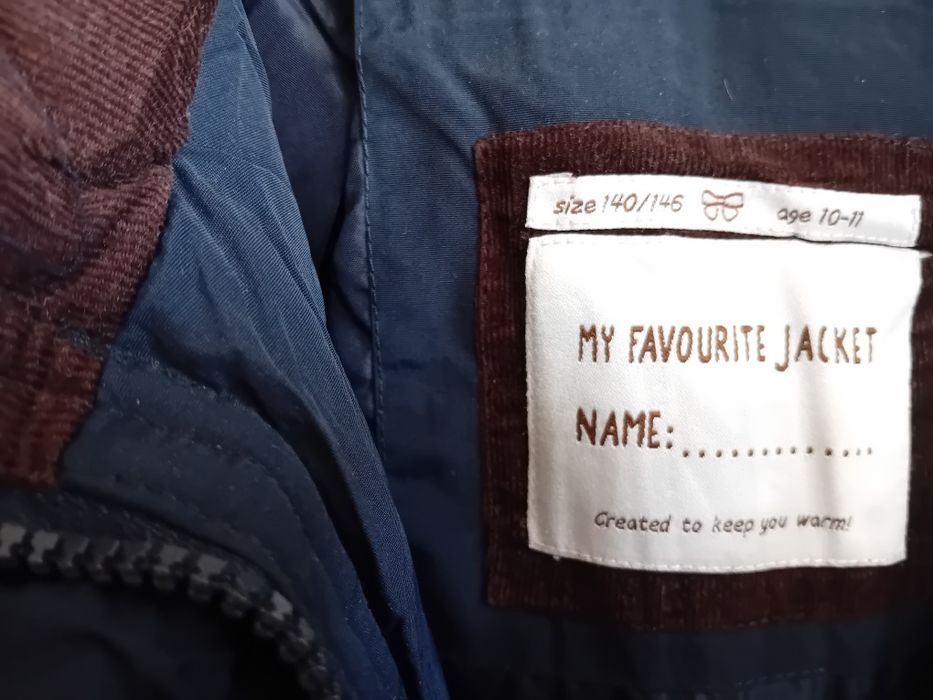 size 140/146 age 10-11
MY FAVOURITE JACKET
NAME:.............
Created to keep you warm!